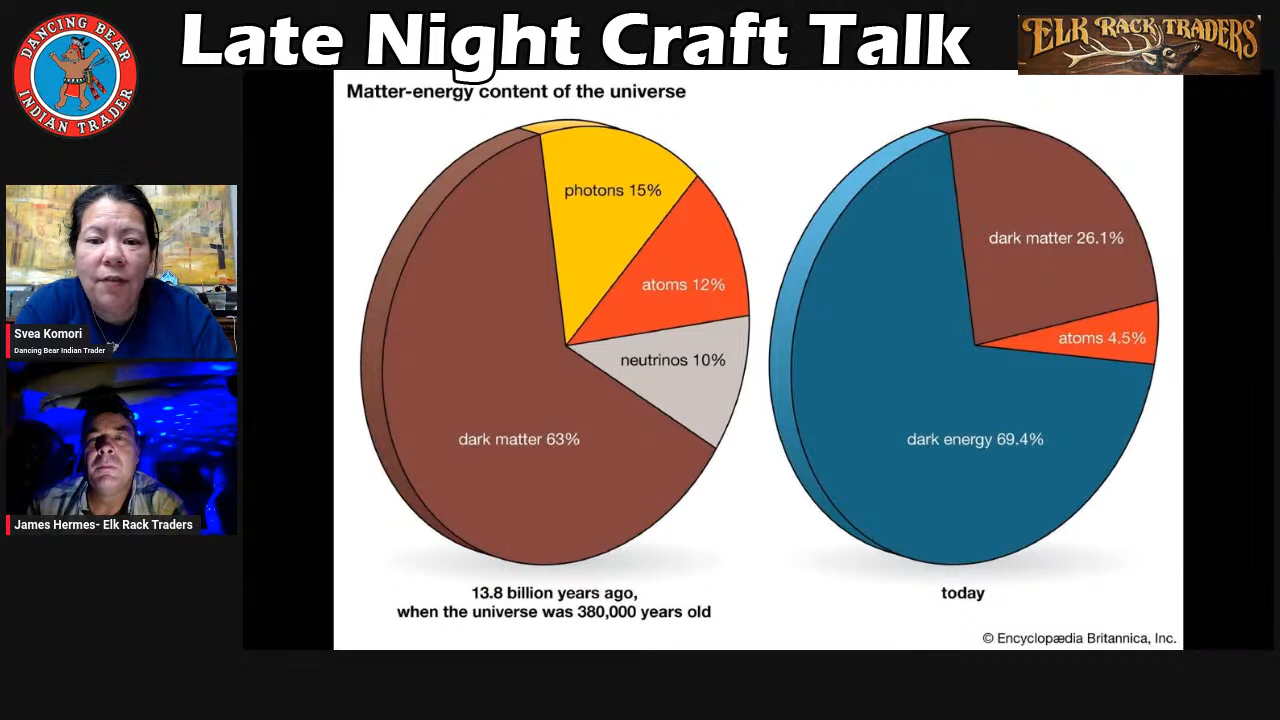 Late Night Craft Talk
DANCING BEAR
INDIAN TRADER
ELK RACK TRADERS
Matter-energy content of the universe
photons 15%
atoms 12%
neutrinos 10%
dark matter 63%
13.8 billion years ago,
when the universe was 380,000 years old
dark matter 26.1%
atoms 4.5%
dark energy 69.4%
today
© Encyclopædia Britannica, Inc.
Svea Komori
Dancing Bear Indian Trader
James Hermes- Elk Rack Traders